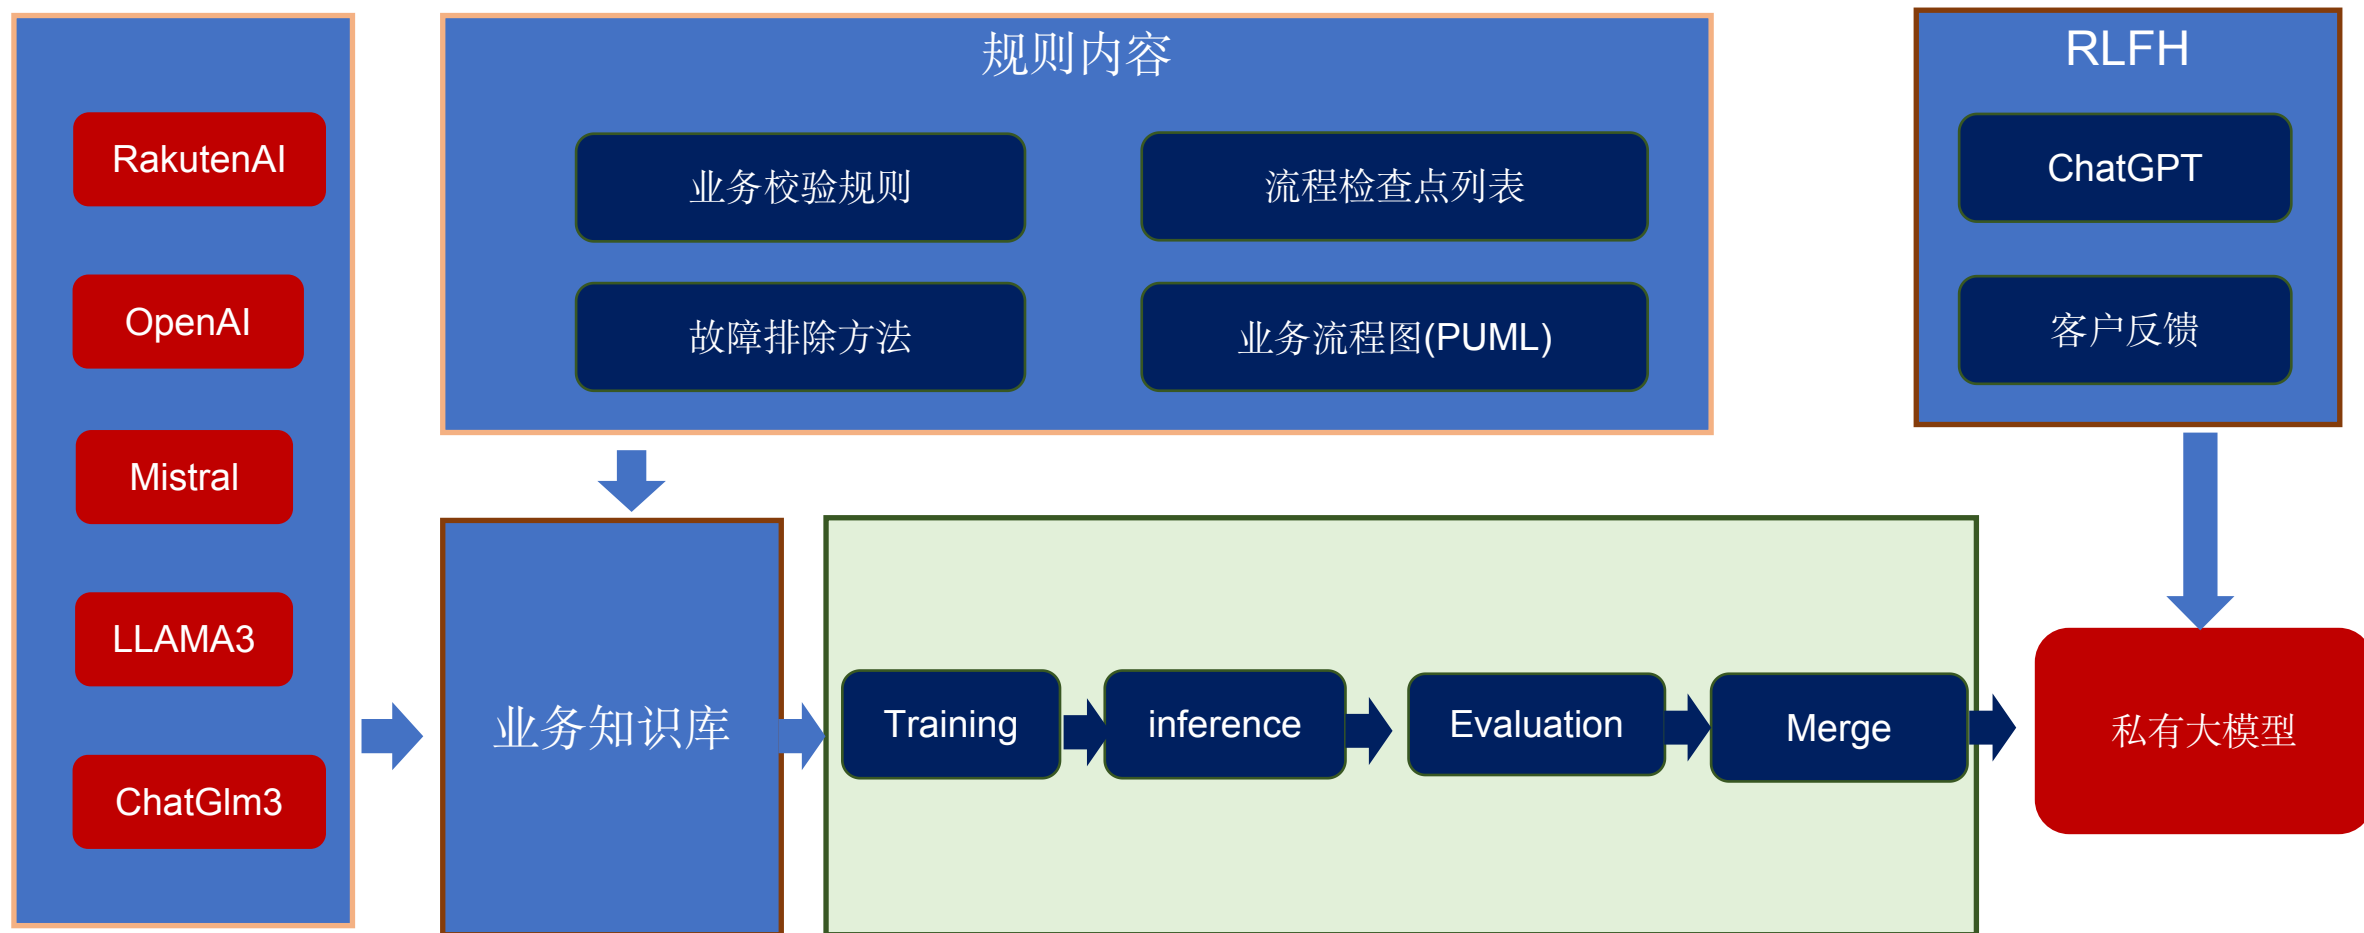 RakutenAI
OpenAI
Mistral
LLAMA3
ChatGlm3
规则内容
业务校验规则
流程检查点列表
故障排除方法
业务流程图(PUML)
RLFH
ChatGPT
客户反馈
业务知识库
Training
inference
Evaluation
Merge
私有大模型